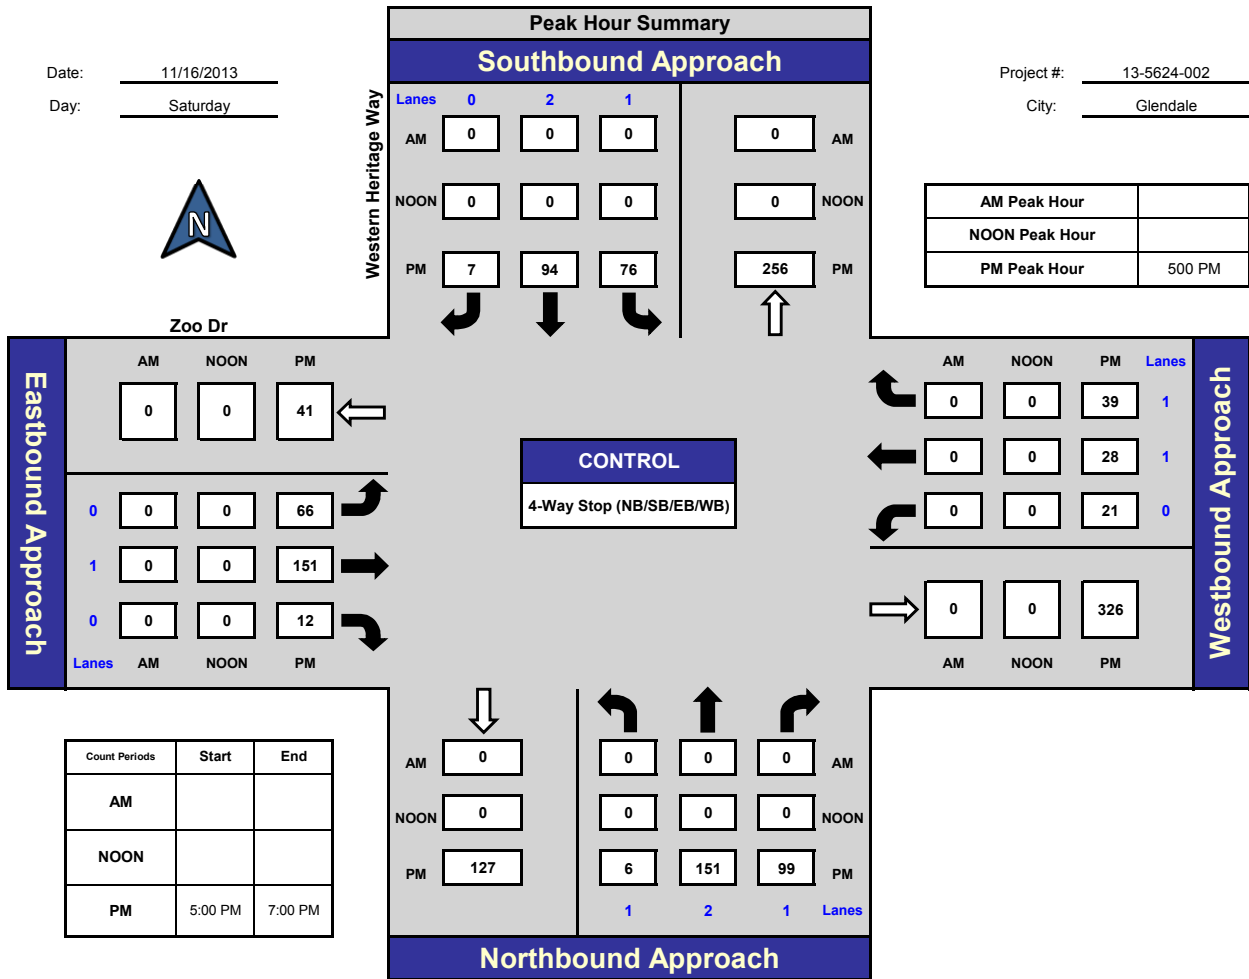 Peak Hour Summary
Southbound Approach
Date: 11/16/2013
Day: Saturday
Project #: 13-5624-002
City: Glendale
N
Western Heritage Way
Lanes 0 2 1
AM 0 0 0 0 AM
NOON 0 0 0 0 NOON
PM 7 94 76 256 PM
AM Peak Hour
NOON Peak Hour
PM Peak Hour 500 PM
Zoo Dr
Eastbound Approach
AM NOON PM
0 0 41
0 0 0 66
1 0 0 151
0 0 0 12
Lanes AM NOON PM
CONTROL
4-Way Stop (NB/SB/EB/WB)
AM NOON PM Lanes
0 0 39 1
0 0 28 1
0 0 21 0
0 0 326
AM NOON PM
Westbound Approach
Count Periods Start End
AM
NOON
PM 5:00 PM 7:00 PM
AM 0 0 0 0 AM
NOON 0 0 0 0 NOON
PM 127 6 151 99 PM
1 2 1 Lanes
Northbound Approach